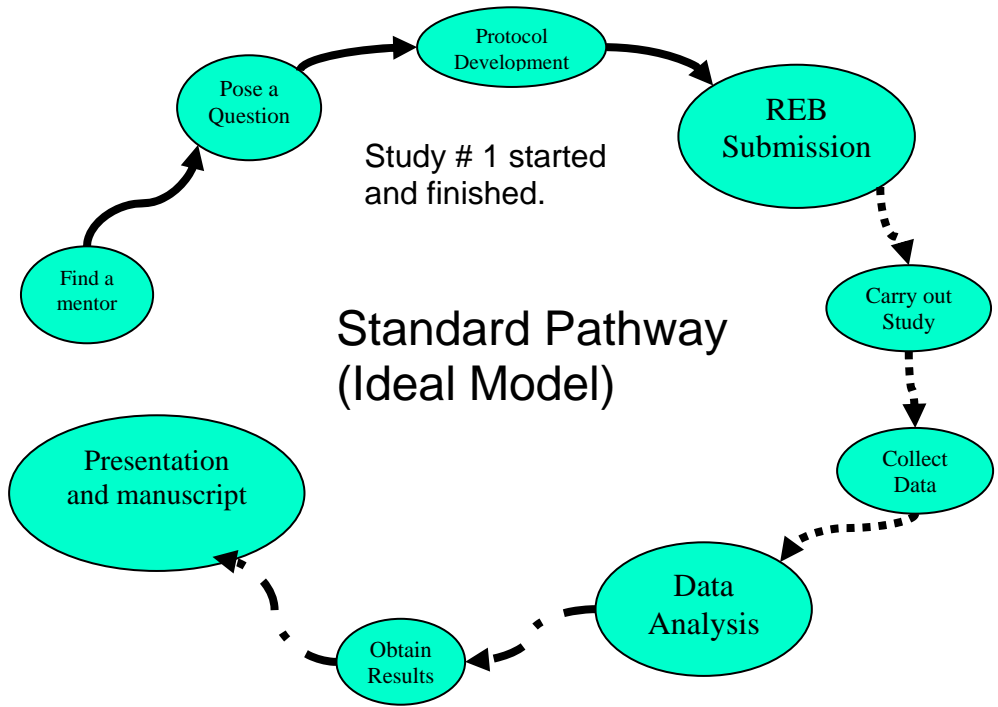 Protocol
Development
Pose a
Question
REB
Submission
Study # 1 started
and finished.
Find a
mentor
Carry out
Study
Standard Pathway
(Ideal Model)
Collect
Data
Presentation
and manuscript
Data
Analysis
Obtain
Results